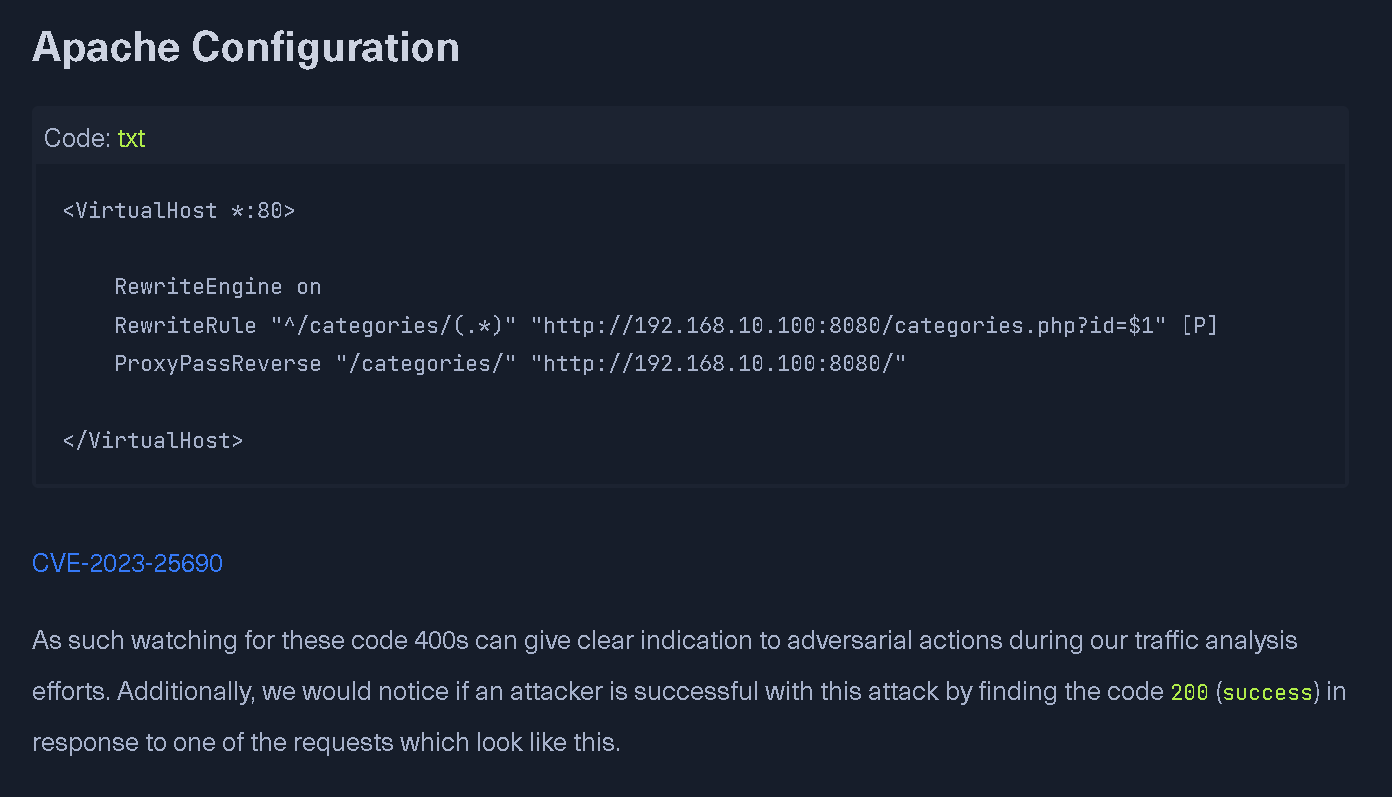 Apache Configuration
Code: txt
<VirtualHost *:80>
RewriteEngine on
RewriteRule "^/categories/(.*)" "http://192.168.10.100:8080/categories.php?id=$1" [P]
ProxyPassReverse "/categories/" "http://192.168.10.100:8080/"
</VirtualHost>
CVE-2023-25690
As such watching for these code 400s can give clear indication to adversarial actions during our traffic analysis
efforts. Additionally, we would notice if an attacker is successful with this attack by finding the code 200 (success) in
response to one of the requests which look like this.